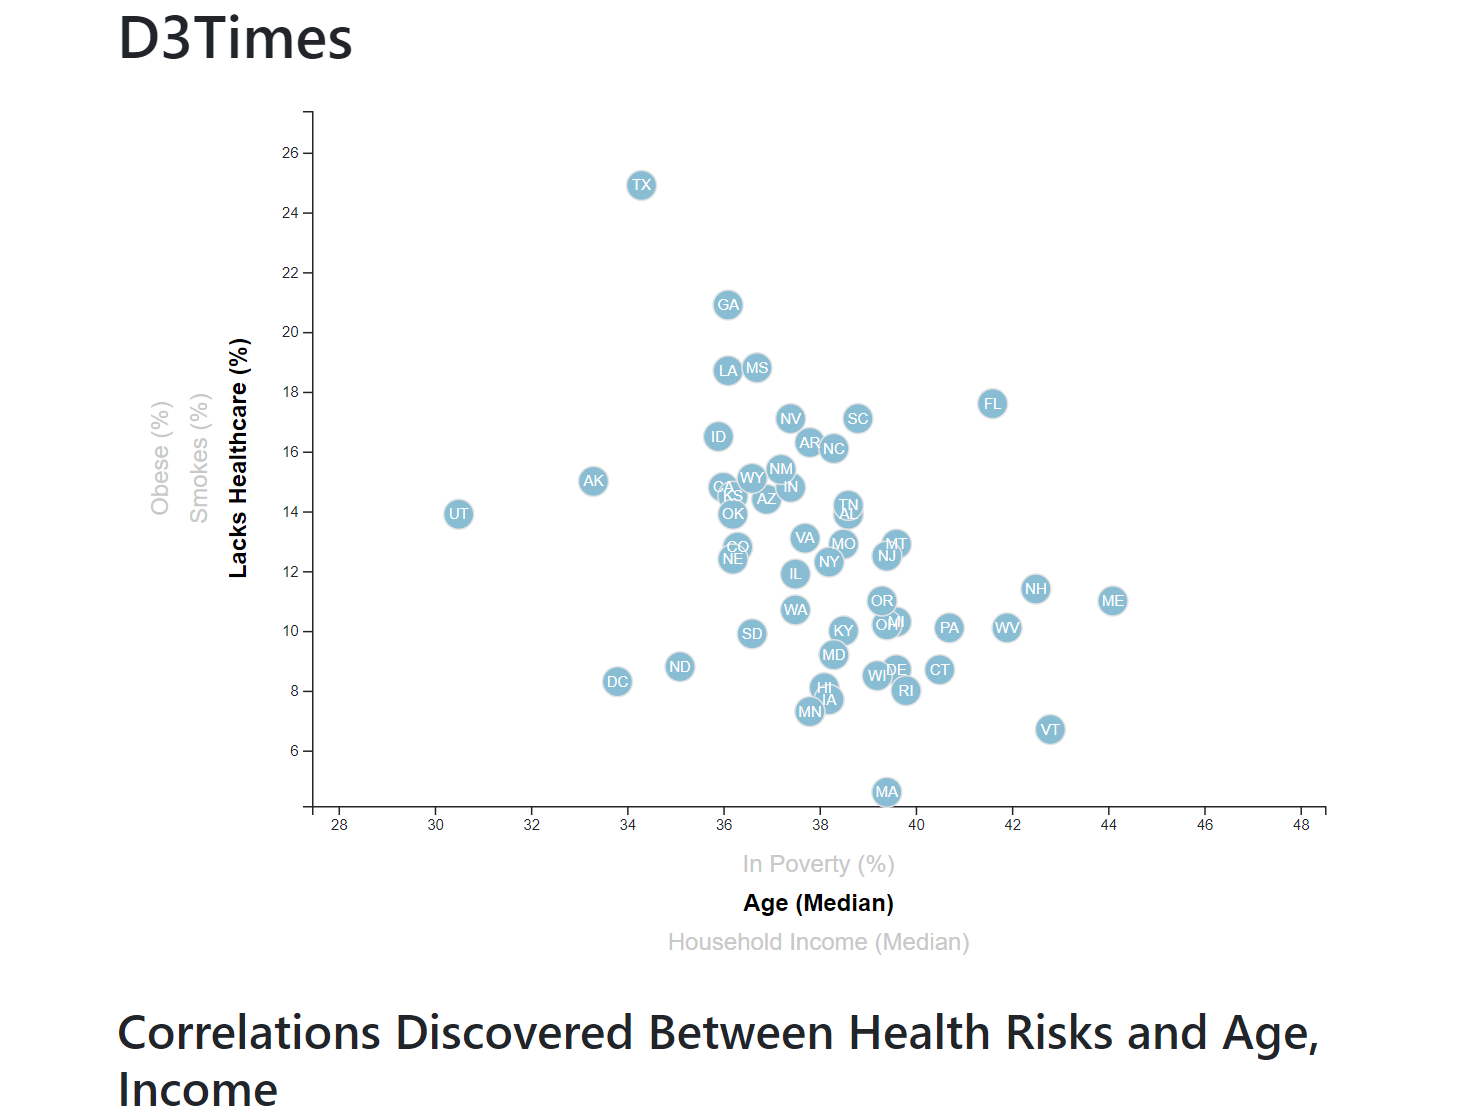 D3Times
26
24
22
20
18
16
14
12
10
8
6
Obese (%)
Smokes (%)
Lacks Healthcare (%)
TX
GA
LA MS
FL
NV SC
ID AR NC
NM
WY
AK CA IN
KS AZ
UT OK TN
AL
VA MO MT
CO NJ
NE NY
IL
NH
OR ME
WA
MI
OH PA WV
SD KY
MD
ND DE CT
DC WI
HI RI
IA
MN
VT
MA
28 30 32 34 36 38 40 42 44 46 48
In Poverty (%)
Age (Median)
Household Income (Median)
Correlations Discovered Between Health Risks and Age,
Income